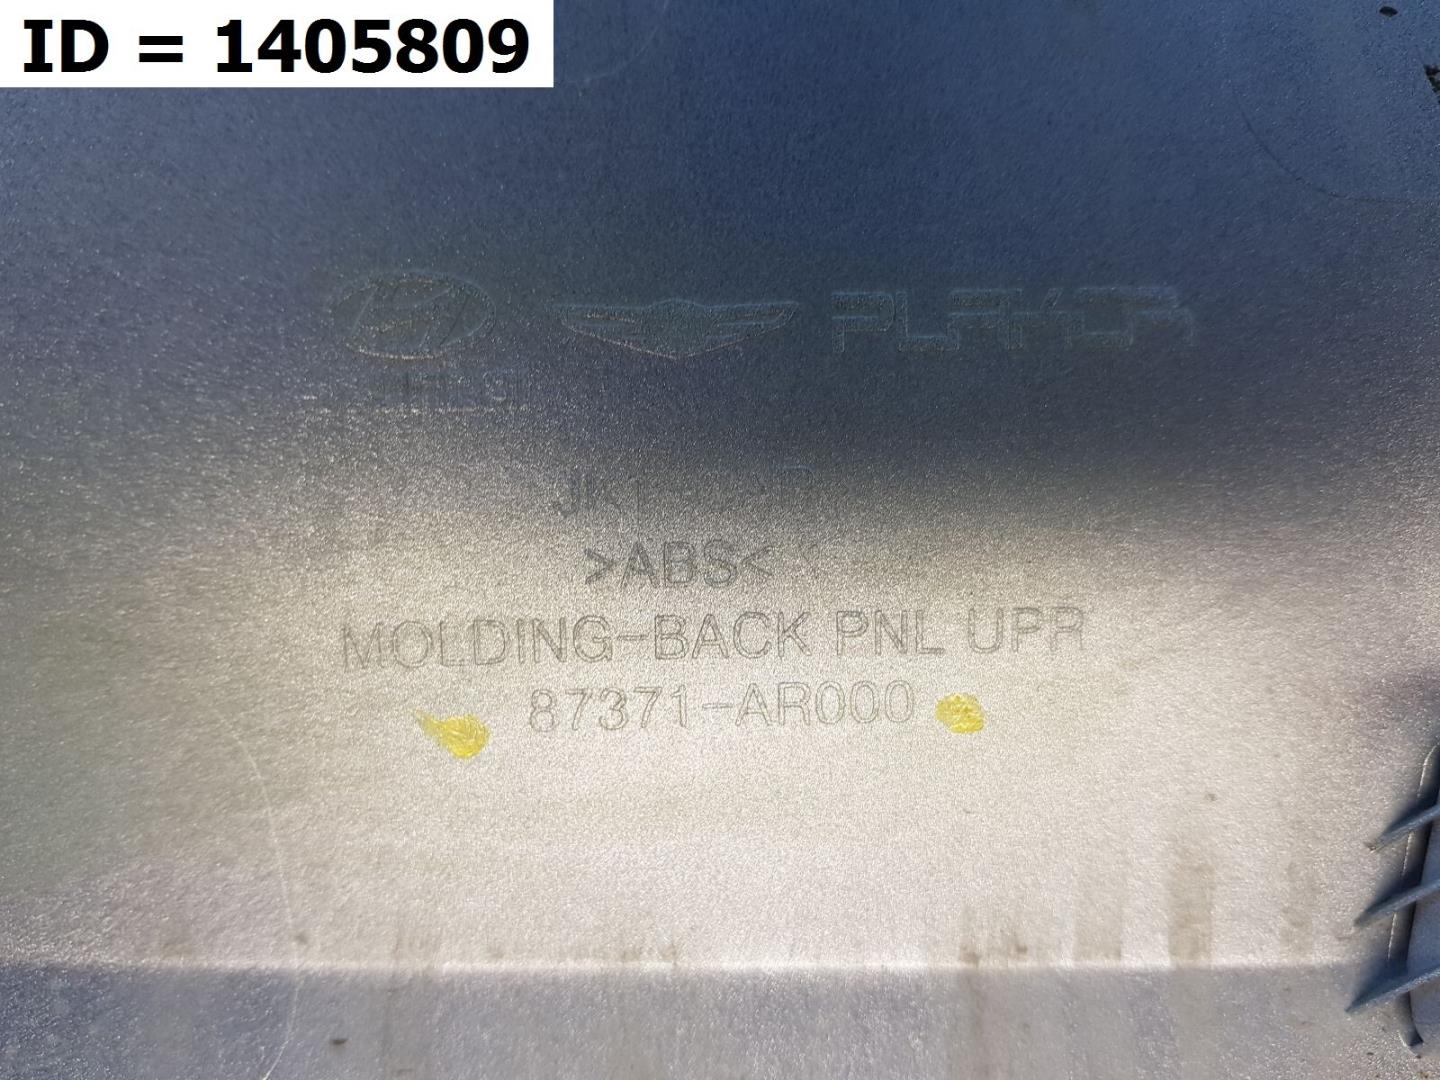 ID = 1405809
PLAKOR
>ABS<
MOLDING-BACK PNL UPR
87371-AR000